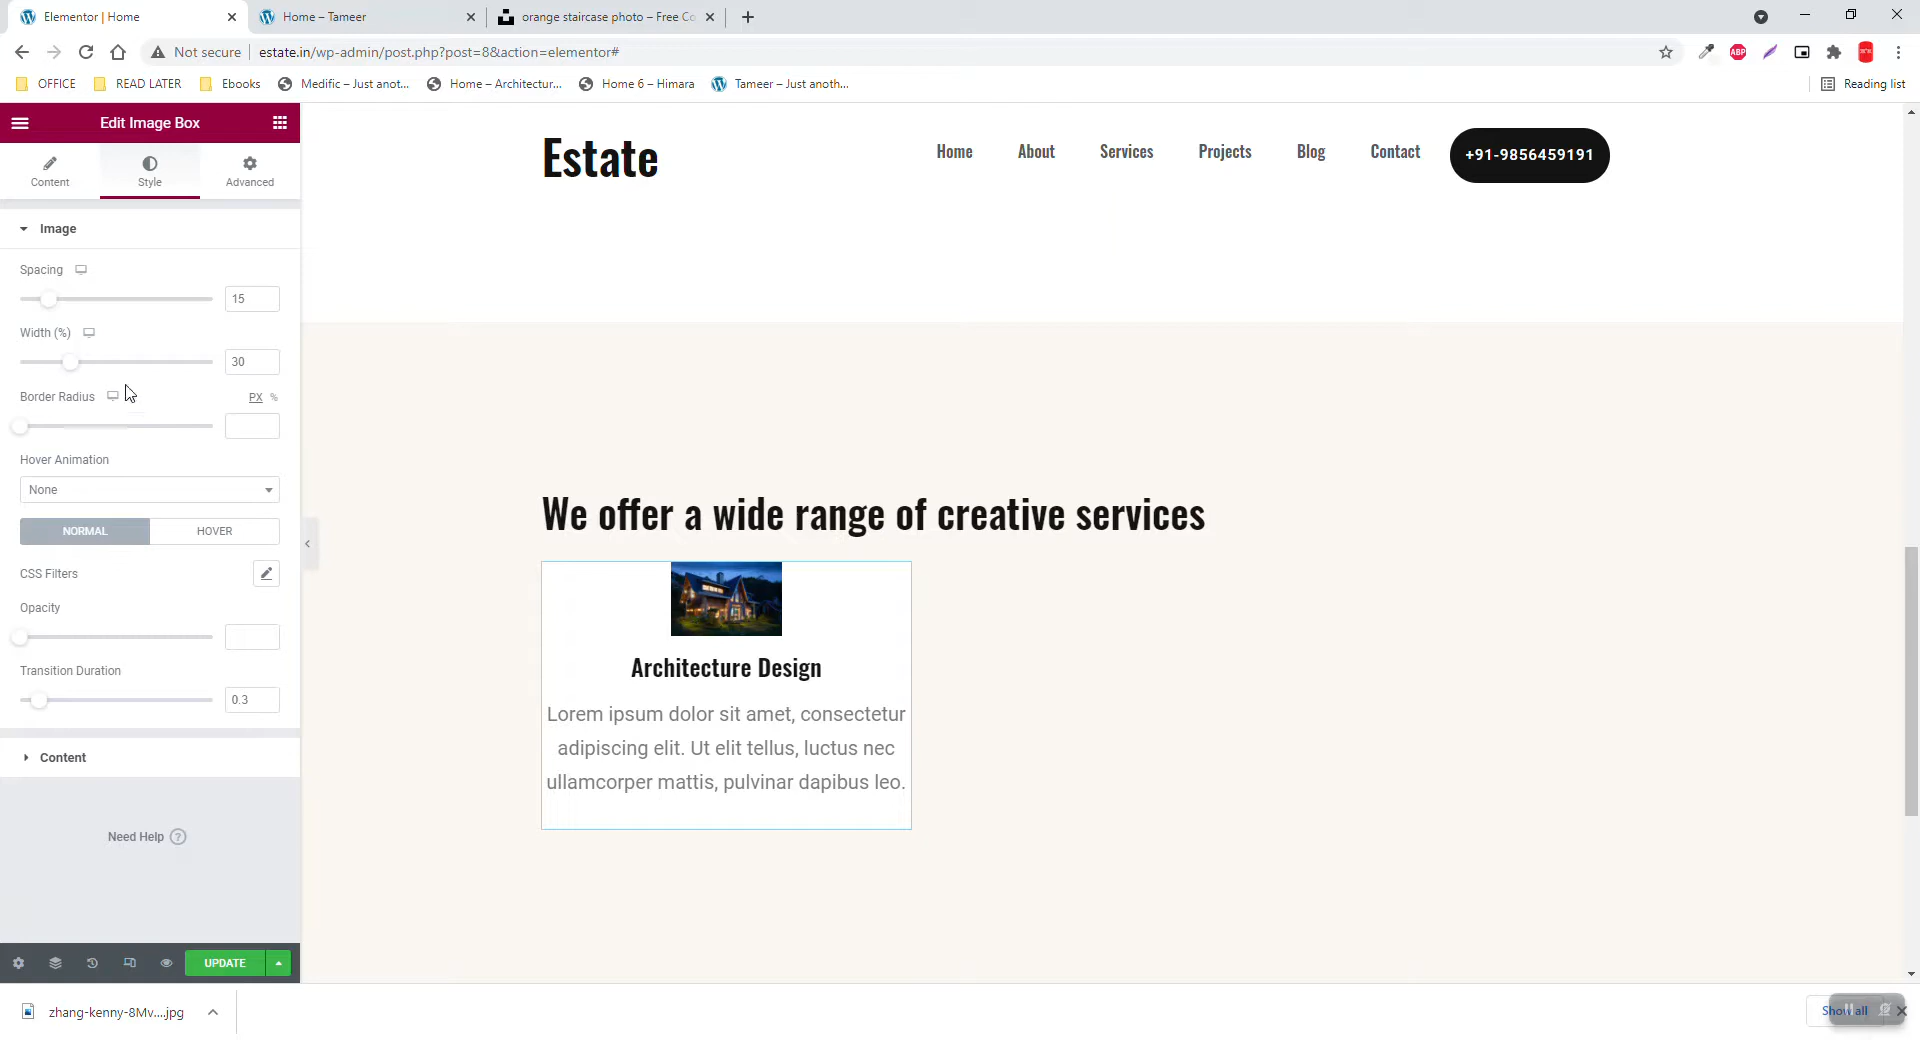 Elementor | Home
Home – Tameer
orange staircase photo – Free Co
Not secure
estate.in/wp-admin/post.php?post=8&action=elementor#
ABP
OFFICE
READ LATER
Ebooks
Medific – Just anot...
Home – Architectur...
Home 6 – Himara
Tameer – Just anoth...
Reading list
Edit Image Box
Content
Style
Advanced
Image
Spacing
15
Width (%)
30
Border Radius
PX
%
Hover Animation
None
NORMAL
HOVER
CSS Filters
Opacity
Transition Duration
0.3
Content
Need Help ?
UPDATE
Estate
Home
About
Services
Projects
Blog
Contact
+91-9856459191
We offer a wide range of creative services
Architecture Design
Lorem ipsum dolor sit amet, consectetur
adipiscing elit. Ut elit tellus, luctus nec
ullamcorper mattis, pulvinar dapibus leo.
zhang-kenny-8Mv....jpg
Show all